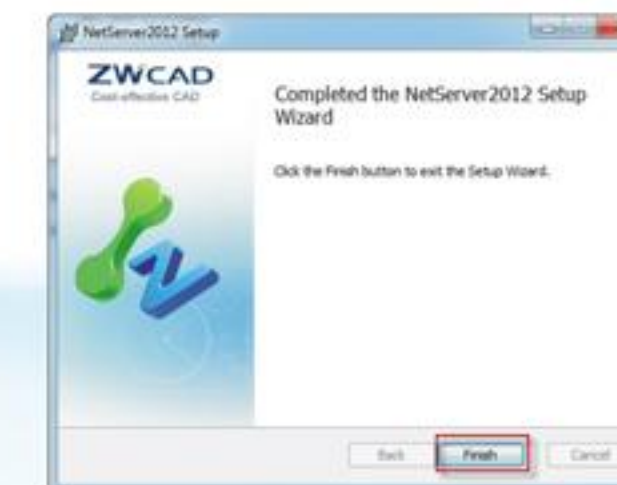 NetServer2012 Setup
ZWCAD
Cost-effective CAD
Completed the NetServer2012 Setup
Wizard
Click the Finish button to exit the Setup Wizard.
Back
Finish
Cancel